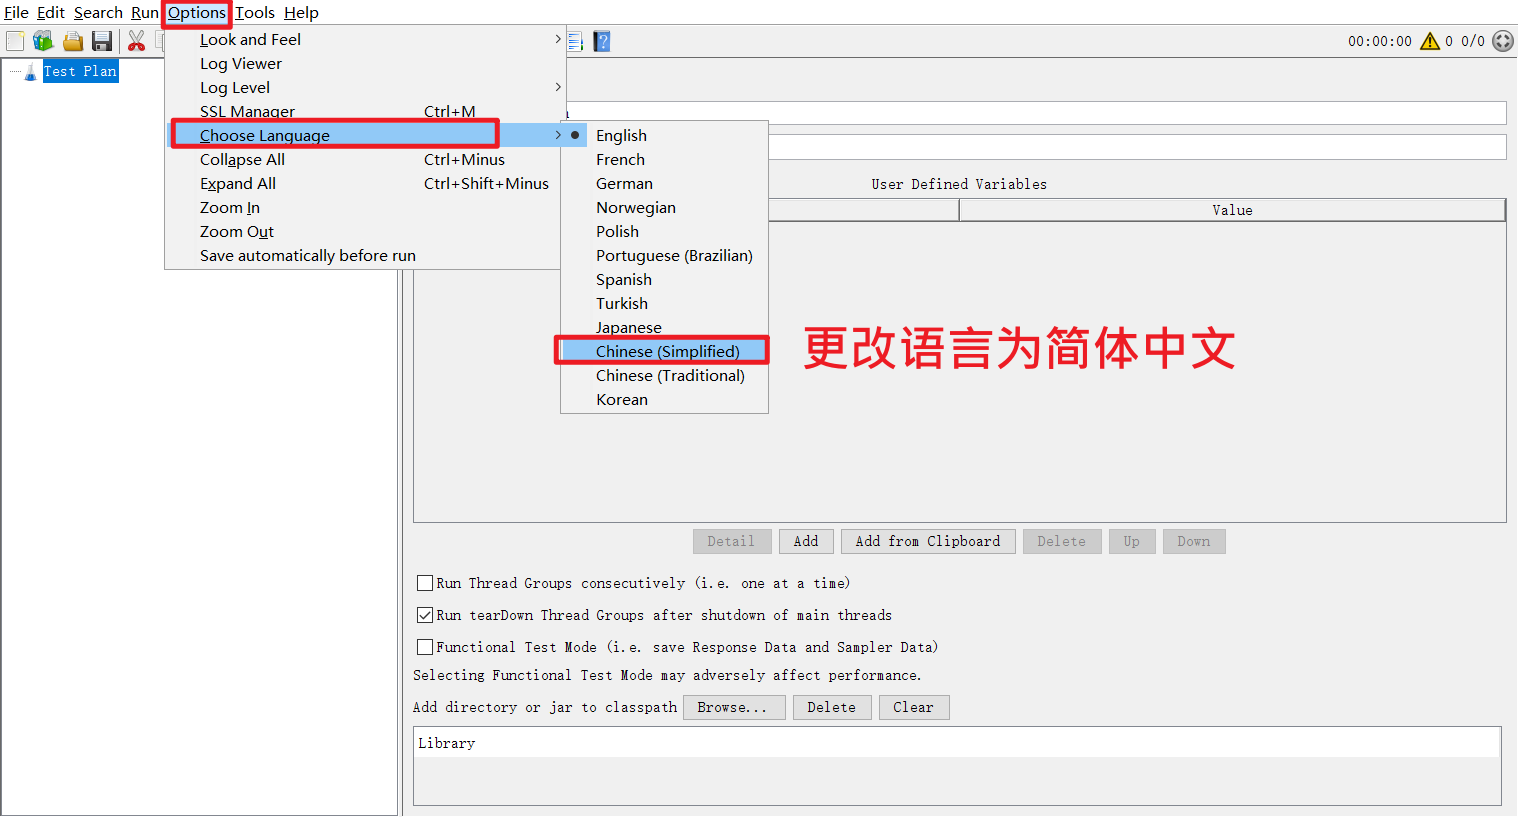 File Edit Search Run Options Tools Help
00:00:00 0 0/0
Test Plan
Look and Feel
Log Viewer
Log Level
SSL Manager Ctrl+M
Choose Language
Collapse All Ctrl+Minus
Expand All Ctrl+Shift+Minus
Zoom In
Zoom Out
Save automatically before run
English
French
German
Norwegian
Polish
Portuguese (Brazilian)
Spanish
Turkish
Japanese
Chinese (Simplified)
Chinese (Traditional)
Korean
User Defined Variables
Value
更改语言为简体中文
Detail Add Add from Clipboard Delete Up Down
Run Thread Groups consecutively (i.e. one at a time)
Run tearDown Thread Groups after shutdown of main threads
Functional Test Mode (i.e. save Response Data and Sampler Data)
Selecting Functional Test Mode may adversely affect performance.
Add directory or jar to classpath Browse... Delete Clear
Library